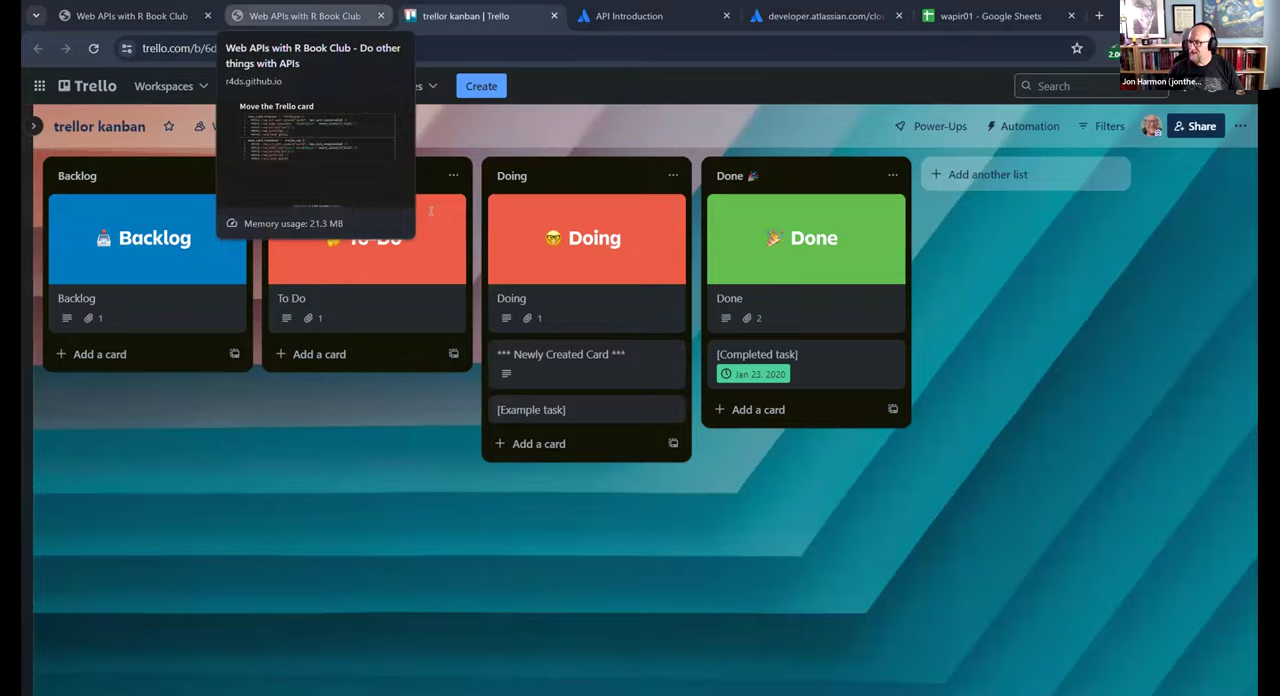 Web APIs with R Book Club
Web APIs with R Book Club
trellor kanban | Trello
API Introduction
developer.atlassian.com/clo
wapir01 - Google Sheets
trello.com/b/6d
Web APIs with R Book Club - Do other
things with APIs
r4ds.github.io
Move the Trello card
Memory usage: 21.3 MB
2.0
Jon Harmon (jonthe...
Trello
Workspaces
es
Create
Search
trellor kanban
Power-Ups
Automation
Filters
Share
Backlog
Backlog
Backlog
1
Add a card
To Do
To Do
1
Add a card
Doing
Doing
Doing
1
*** Newly Created Card ***
[Example task]
Add a card
Done
Done
Done
2
[Completed task]
Jan 23, 2020
Add a card
Add another list